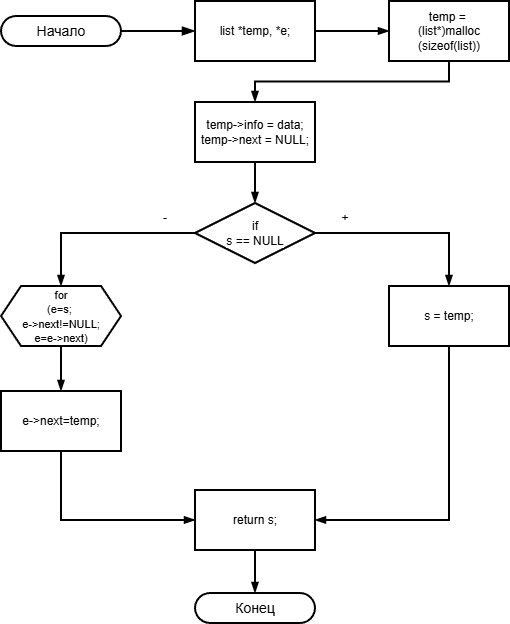 Начало
list *temp, *e;
temp =
(list*)malloc
(sizeof(list))
temp->info = data;
temp->next = NULL;
if
s == NULL
-
+
for
(e=s;
e->next!=NULL;
e=e->next)
s = temp;
e->next=temp;
return s;
Конец